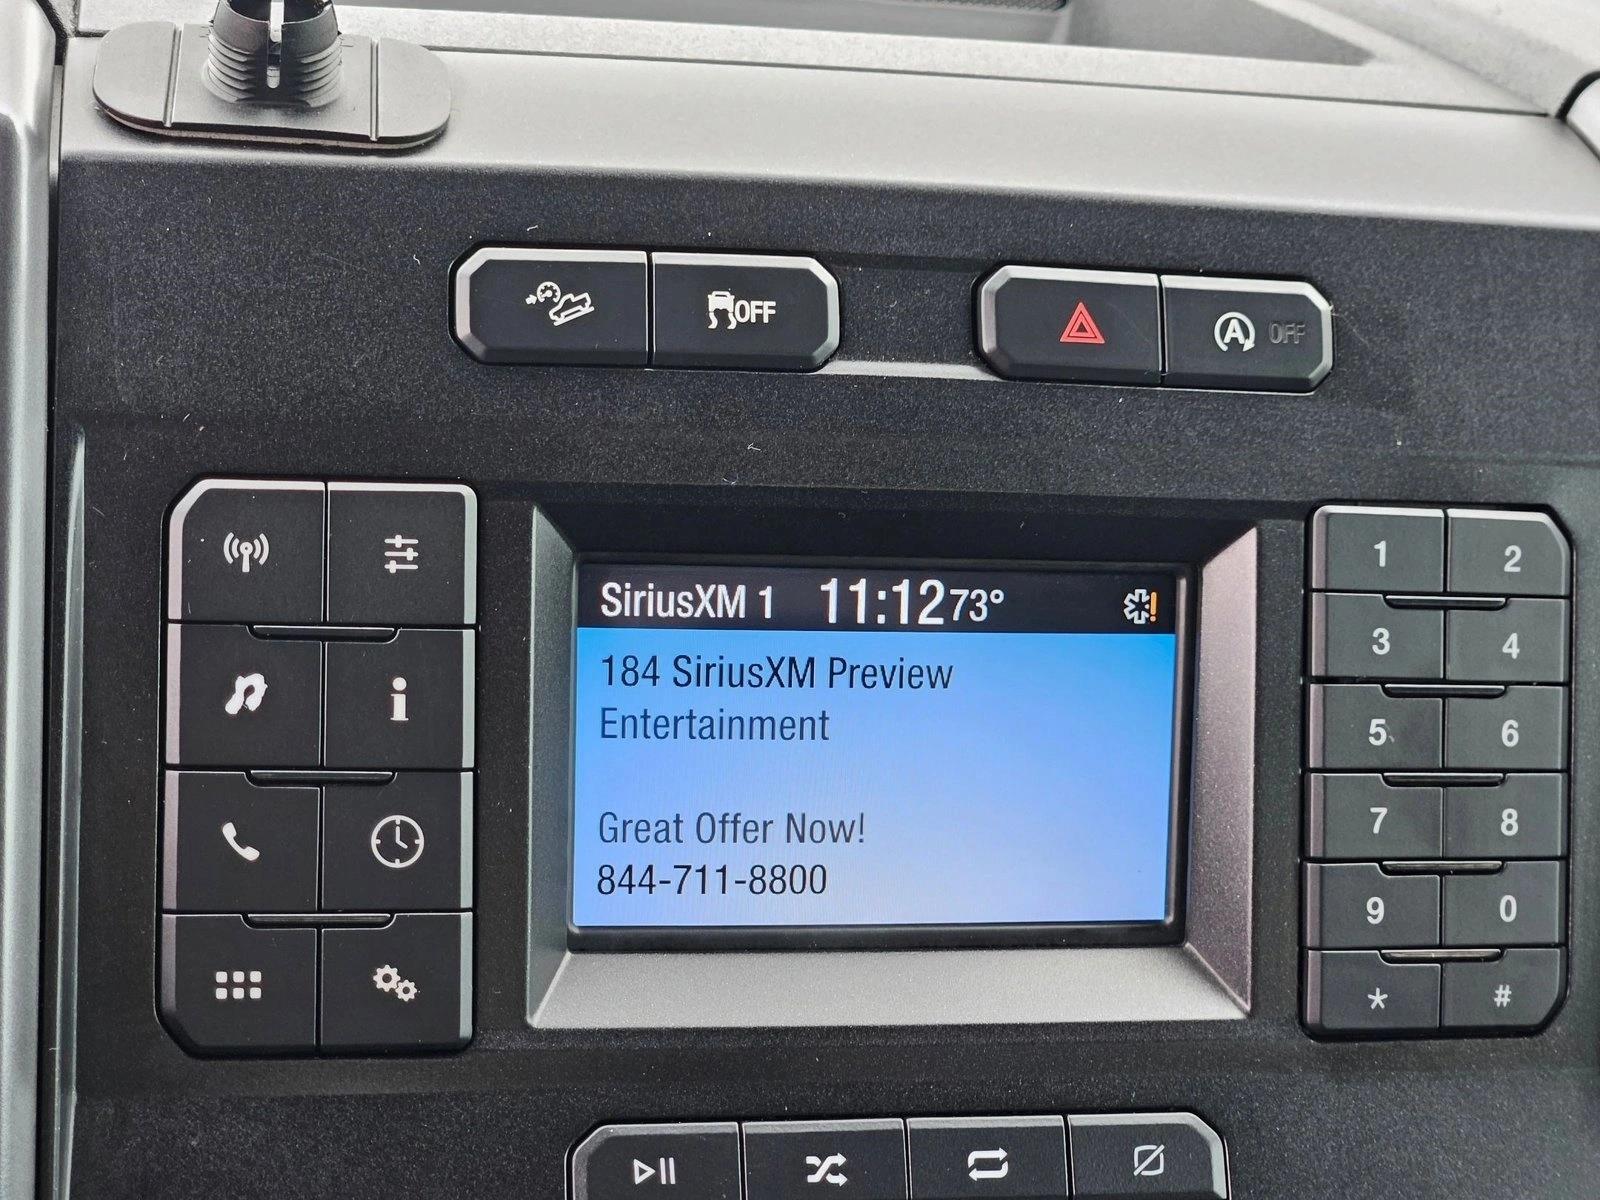 OFF
A OFF
SiriusXM 1 11:12 73°
184 SiriusXM Preview
Entertainment
Great Offer Now!
844-711-8800
i
1 2
3 4
5 6
7 8
9 0
* #